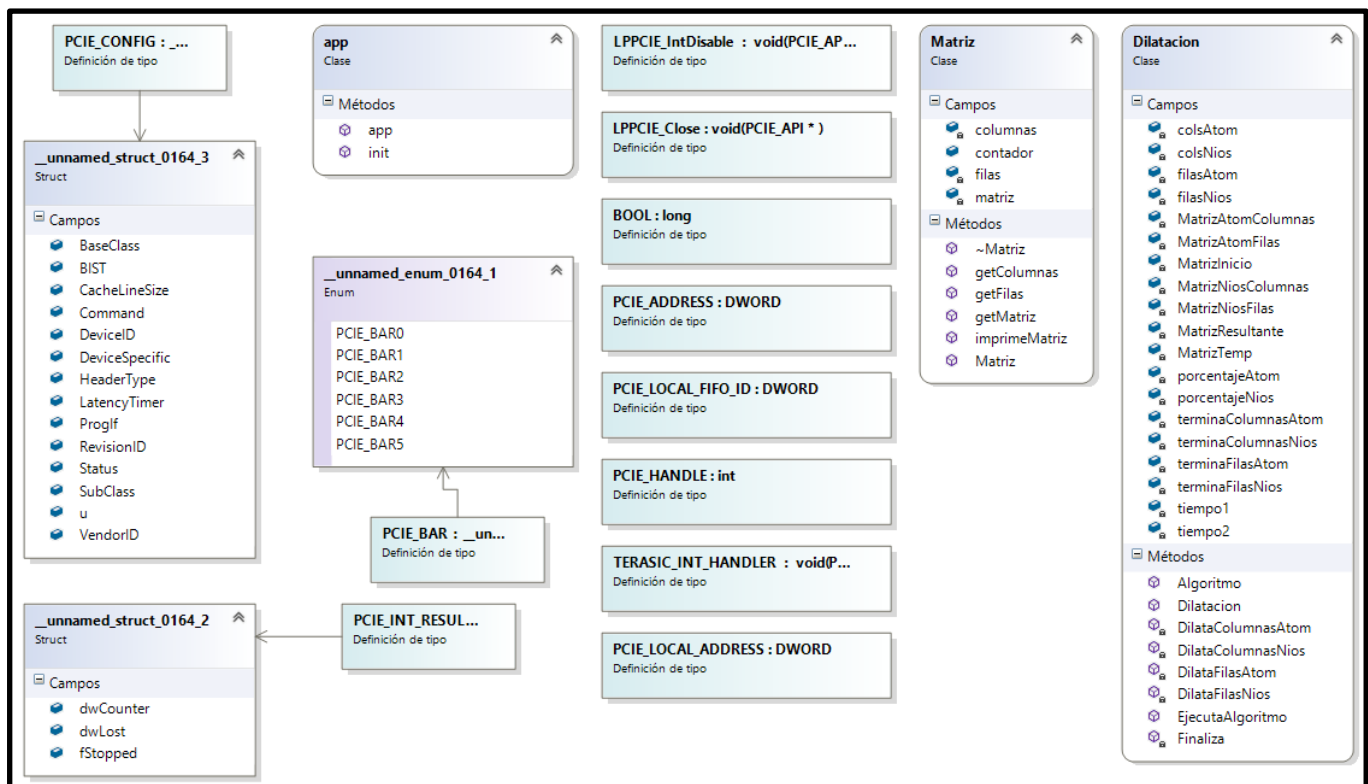 PCIE_CONFIG : _...
Definición de tipo
__unnamed_struct_0164_3
Struct
Campos
BaseClass
BIST
CacheLineSize
Command
DeviceID
DeviceSpecific
HeaderType
LatencyTimer
ProgIf
RevisionID
Status
SubClass
u
VendorID
__unnamed_struct_0164_2
Struct
Campos
dwCounter
dwLost
fStopped
app
Clase
Métodos
app
init
__unnamed_enum_0164_1
Enum
PCIE_BAR0
PCIE_BAR1
PCIE_BAR2
PCIE_BAR3
PCIE_BAR4
PCIE_BAR5
PCIE_BAR : __un...
Definición de tipo
PCIE_INT_RESUL...
Definición de tipo
LPPCIE_IntDisable : void(PCIE_AP...
Definición de tipo
LPPCIE_Close : void(PCIE_API * )
Definición de tipo
BOOL : long
Definición de tipo
PCIE_ADDRESS : DWORD
Definición de tipo
PCIE_LOCAL_FIFO_ID : DWORD
Definición de tipo
PCIE_HANDLE : int
Definición de tipo
TERASIC_INT_HANDLER : void(P...
Definición de tipo
PCIE_LOCAL_ADDRESS : DWORD
Definición de tipo
Matriz
Clase
Campos
columnas
contador
filas
matriz
Métodos
~Matriz
getColumnas
getFilas
getMatriz
imprimeMatriz
Matriz
Dilatacion
Clase
Campos
colsAtom
colsNios
filasAtom
filasNios
MatrizAtomColumnas
MatrizAtomFilas
MatrizInicio
MatrizNiosColumnas
MatrizNiosFilas
MatrizResultante
MatrizTemp
porcentajeAtom
porcentajeNios
terminaColumnasAtom
terminaColumnasNios
terminaFilasAtom
terminaFilasNios
tiempo1
tiempo2
Métodos
Algoritmo
Dilatacion
DilataColumnasAtom
DilataColumnasNios
DilataFilasAtom
DilataFilasNios
EjecutaAlgoritmo
Finaliza